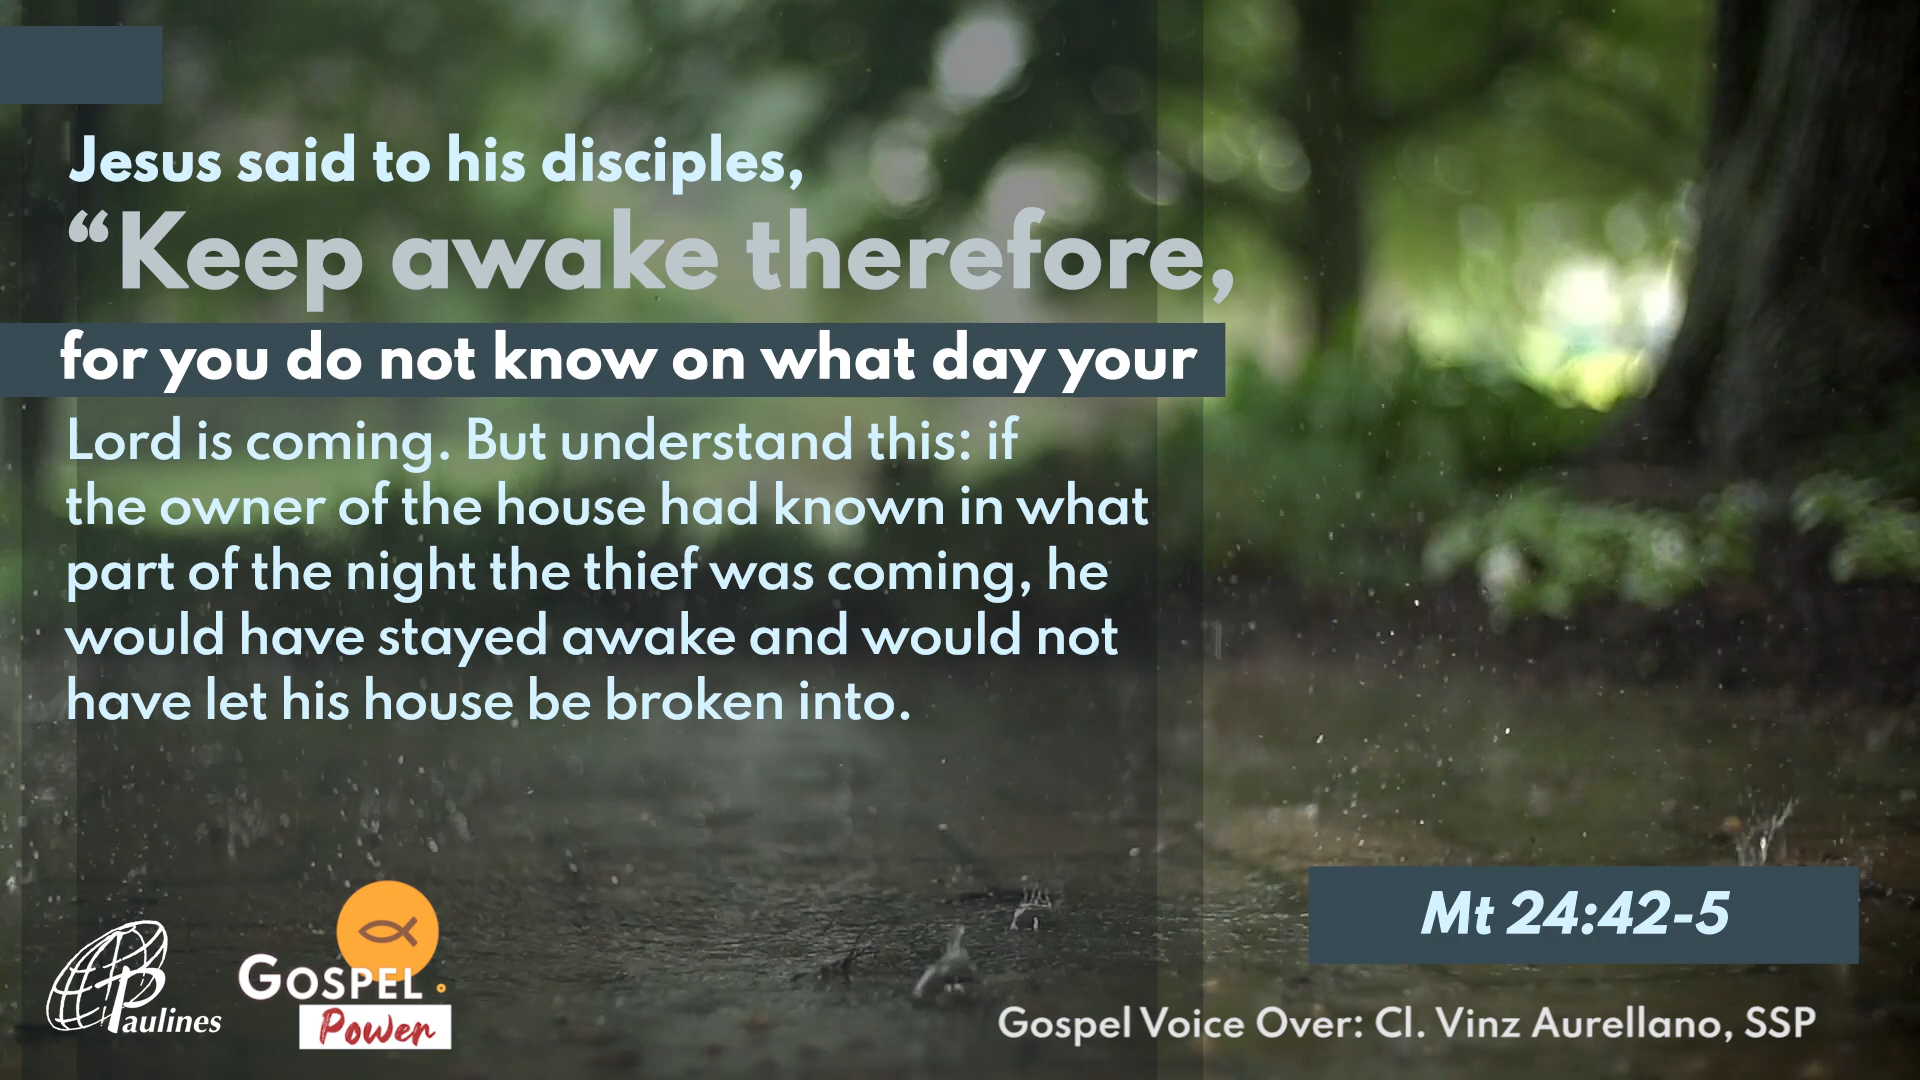 Jesus said to his disciples,
“Keep awake therefore,
for you do not know on what day your
Lord is coming. But understand this: if
the owner of the house had known in what
part of the night the thief was coming, he
would have stayed awake and would not
have let his house be broken into.
Mt 24:42-5
Paulines
GOSPEL
Power
Gospel Voice Over: Cl. Vinz Aurellano, SSP